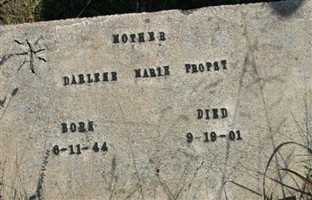 MOTHER
DARLENE MARIE PROPST
BORN DIED
6-11-44 9-19-01